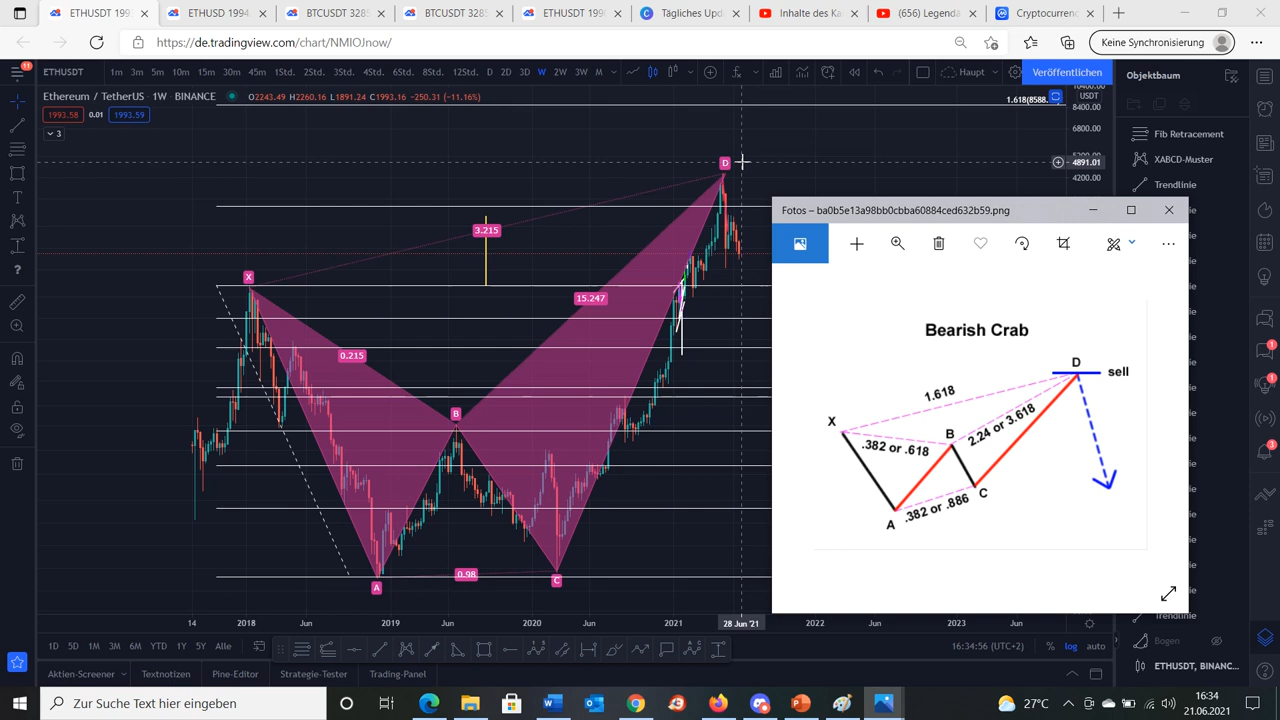 ETHUSDT 1993
ETHUSD 1994
BTCUSDT 3285
BTCUSDT 3285
ETHUSDT 1998
Tägliches Upd
Inhalte des Ka
(656) Legenda
Cryptocurrenc
https://de.tradingview.com/chart/NMIOJnow/
Keine Synchronisierung
11
ETHUSDT 1m 3m 5m 10m 15m 30m 45m 1Std. 2Std. 3Std. 4Std. 6Std. 8Std. 12Std. D 2D 3D W 2W 3W M
Haupt
Veröffentlichen
Objektbaum
Ethereum / TetherUS 1W BINANCE O2243.49 H2260.16 L1891.24 C1993.16 -250.31 (-11.16%)
1.618(8588.
USDT
1993.58 0.01 1993.59
3
8400.00
6800.00
4891.01
4200.00
Fib Retracement
XABCD-Muster
Trendlinie
D
3.215
X
15.247
0.215
B
0.98
A
C
Fotos – ba0b5e13a98bb0cbba60884ced632b59.png
Bearish Crab
D
sell
1.618
X
B
2.24 or 3.618
.382 or .618
C
.382 or .886
A
Trendlinie
Bogen
ETHUSDT, BINANC...
14 2018 Jun 2019 Jun 2020 Jun 2021 28 Jun '21 2022 Jun 2023 Jun
1D 5D 1M 3M 6M YTD 1J 5Y Alle
16:34:56 (UTC+2)
% log auto
Aktien-Screener Textnotizen Pine-Editor Strategie-Tester Trading-Panel
Zur Suche Text hier eingeben
27°C
16:34
21.06.2021